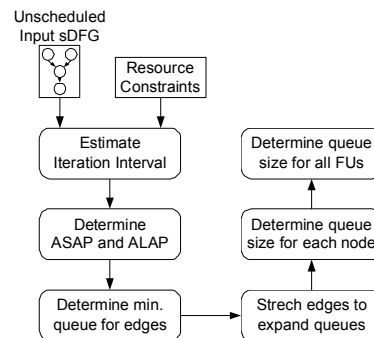 Unscheduled
Input sDFG
Resource
Constraints
Estimate
Iteration Interval
Determine
ASAP and ALAP
Determine min.
queue for edges
Strech edges to
expand queues
Determine queue
size for each node
Determine queue
size for all FUs